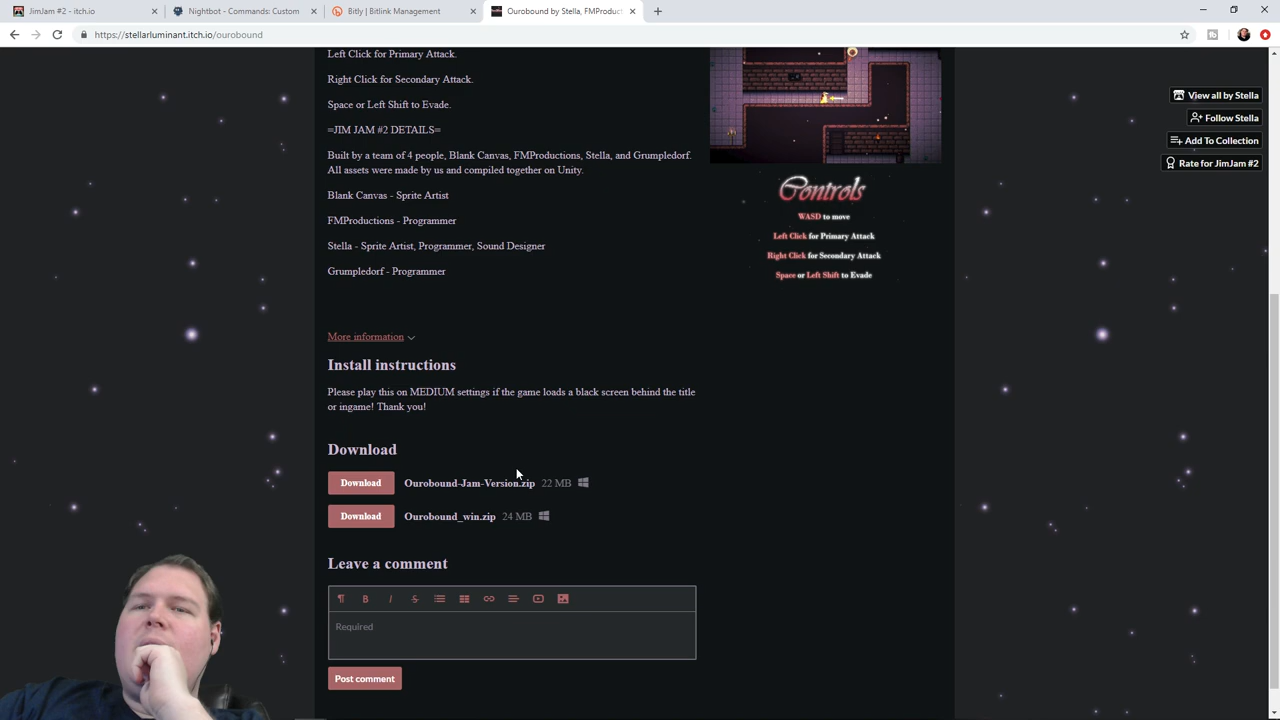 JimJam #2 - itch.io
Nightbot - Commands: Custom
Bitly | Bitlink Management
Ourobound by Stella, FMProduct
https://stellarluminant.itch.io/ourobound
Left Click for Primary Attack.
Right Click for Secondary Attack.
Space or Left Shift to Evade.
=JIM JAM #2 DETAILS=
Built by a team of 4 people, Blank Canvas, FMProductions, Stella, and Grumpledorf.
All assets were made by us and compiled together on Unity.
Blank Canvas - Sprite Artist
FMProductions - Programmer
Stella - Sprite Artist, Programmer, Sound Designer
Grumpledorf - Programmer
More information
Install instructions
Please play this on MEDIUM settings if the game loads a black screen behind the title
or ingame! Thank you!
Download
Download Ourobound-Jam-Version.zip 22 MB
Download Ourobound_win.zip 24 MB
Leave a comment
Required
Post comment
Controls
WASD to move
Left Click for Primary Attack
Right Click for Secondary Attack
Space or Left Shift to Evade
View all by Stella
Follow Stella
Add To Collection
Rate for JimJam #2